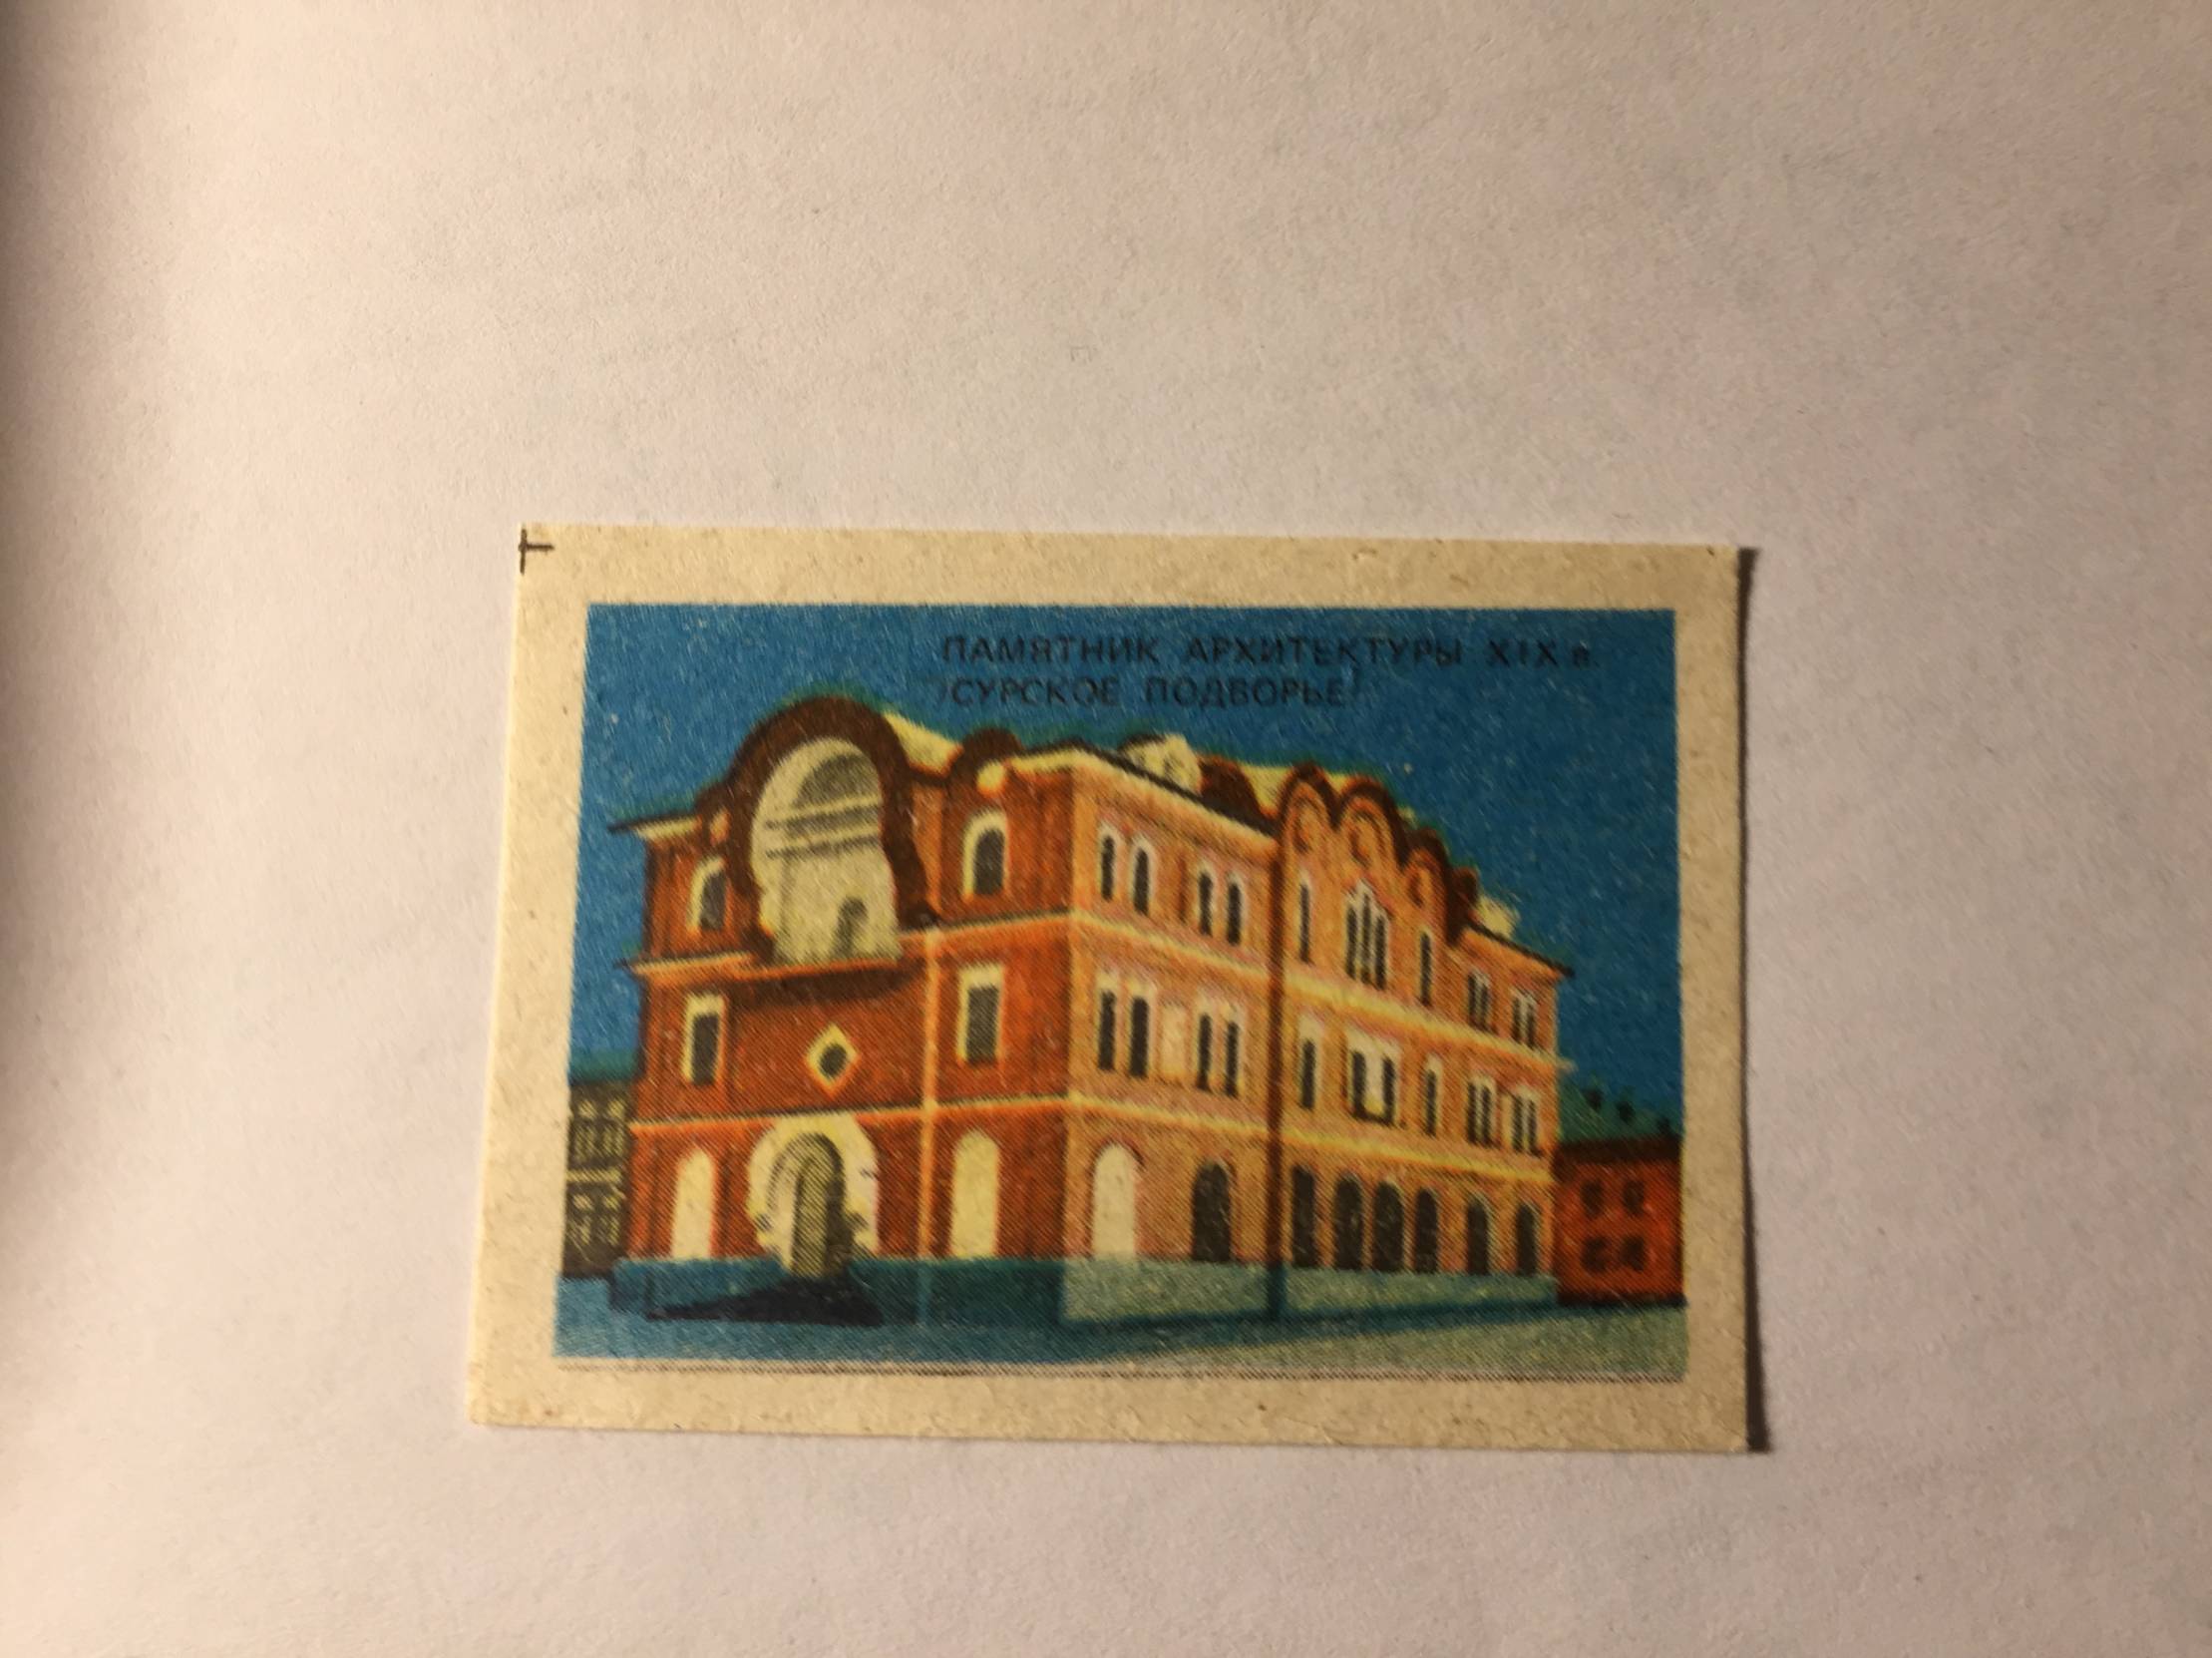 ПАМЯТНИК АРХИТЕКТУРЫ XIX в.
/СУРСКОЕ ПОДВОРЬЕ/